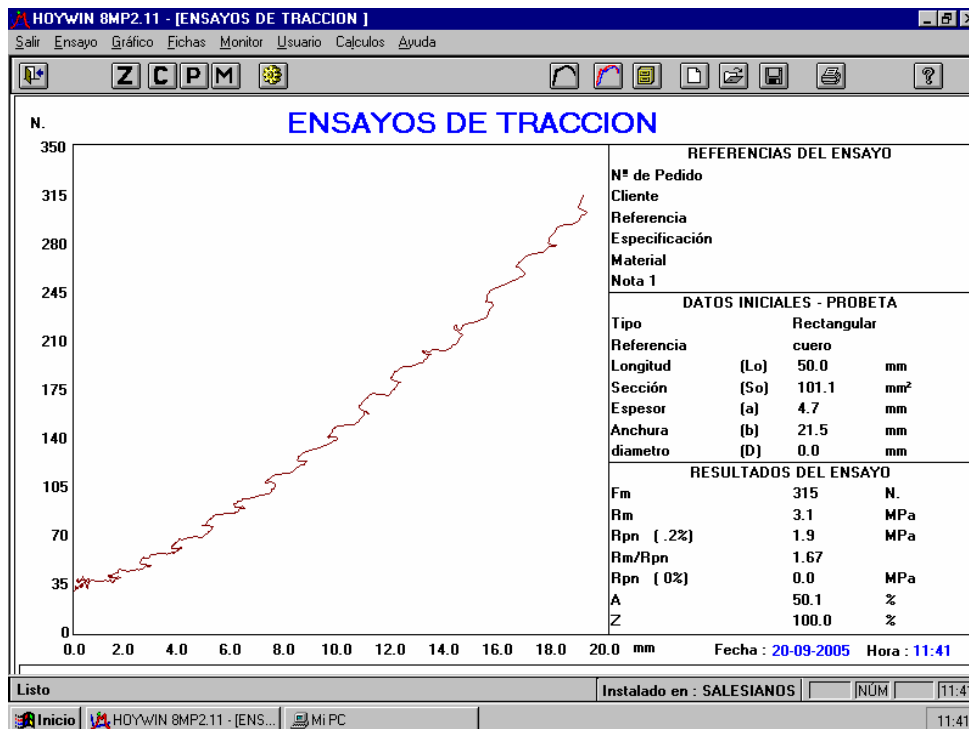 HOYWIN 8MP2.11 - [ENSAYOS DE TRACCION ]
Salir Ensayo Gráfico Fichas Monitor Usuario Calculos Ayuda
Z C P M ?
N. ENSAYOS DE TRACCION
350
315
280
245
210
175
140
105
70
35
0
0.0 2.0 4.0 6.0 8.0 10.0 12.0 14.0 16.0 18.0 20.0 mm
REFERENCIAS DEL ENSAYO
Nº de Pedido
Cliente
Referencia
Especificación
Material
Nota 1
DATOS INICIALES - PROBETA
Tipo Rectangular
Referencia cuero
Longitud (Lo) 50.0 mm
Sección (So) 101.1 mm²
Espesor (a) 4.7 mm
Anchura (b) 21.5 mm
diametro (D) 0.0 mm
RESULTADOS DEL ENSAYO
Fm 315 N.
Rm 3.1 MPa
Rpn ( .2%) 1.9 MPa
Rm/Rpn 1.67
Rpn ( 0%) 0.0 MPa
A 50.1 %
Z 100.0 %
Fecha : 20-09-2005 Hora : 11:41
Listo Instalado en : SALESIANOS NÚM 11:41
Inicio HOYWIN 8MP2.11 - [ENS... Mi PC 11:41